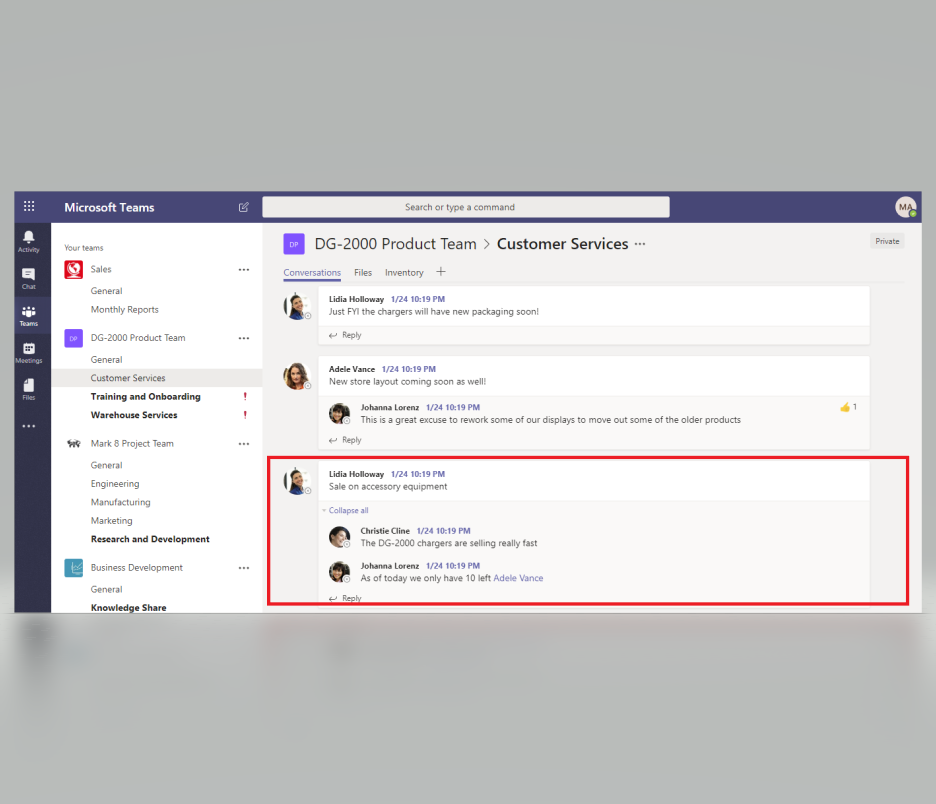 Microsoft Teams
Search or type a command
MA
Activity
Chat
Teams
Meetings
Files
Your teams
Sales
General
Monthly Reports
DP
DG-2000 Product Team
General
Customer Services
Training and Onboarding
Warehouse Services
Mark 8 Project Team
General
Engineering
Manufacturing
Marketing
Research and Development
Business Development
General
Knowledge Share
DP
DG-2000 Product Team > Customer Services ...
Private
Conversations Files Inventory +
Lidia Holloway 1/24 10:19 PM
Just FYI the chargers will have new packaging soon!
Reply
Adele Vance 1/24 10:19 PM
New store layout coming soon as well!
Johanna Lorenz 1/24 10:19 PM
1
This is a great excuse to rework some of our displays to move out some of the older products
Reply
Lidia Holloway 1/24 10:19 PM
Sale on accessory equipment
Collapse all
Christie Cline 1/24 10:19 PM
The DG-2000 chargers are selling really fast
Johanna Lorenz 1/24 10:19 PM
As of today we only have 10 left Adele Vance
Reply